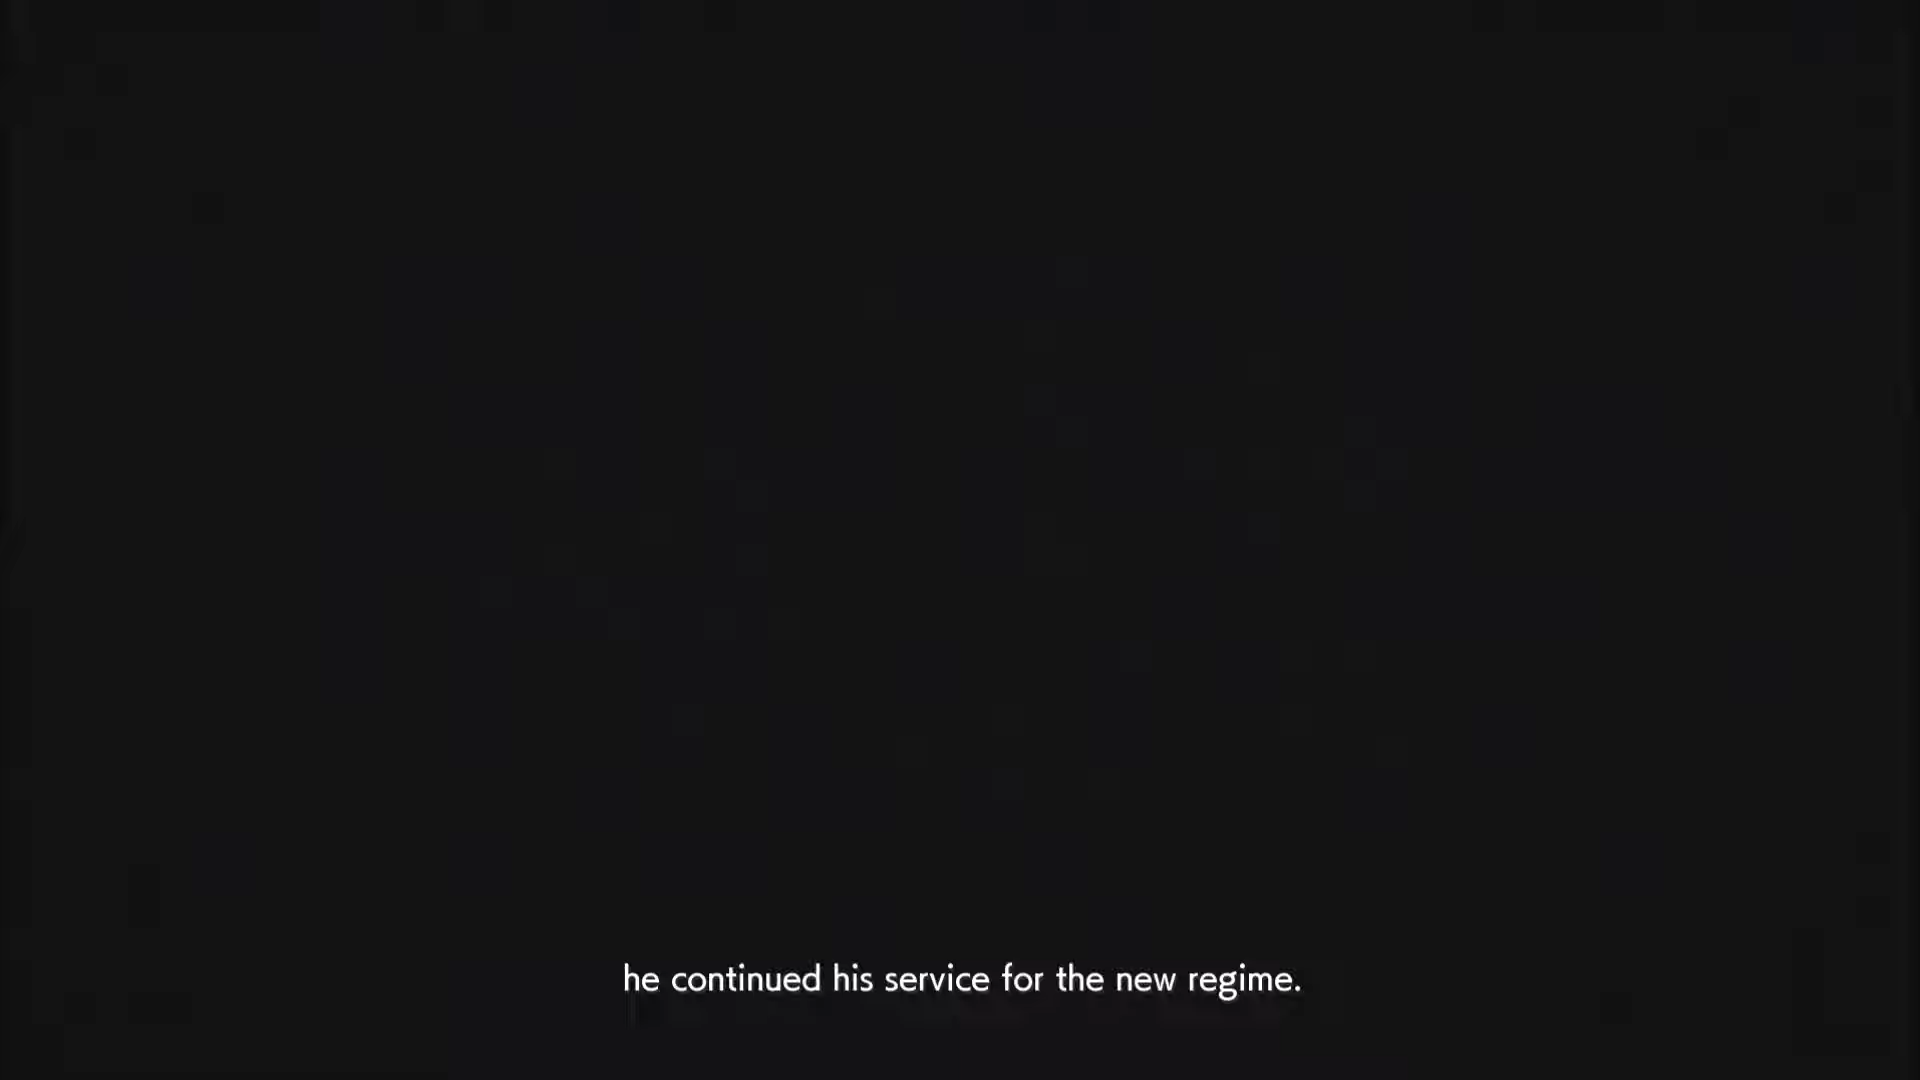 he continued his service for the new regime.